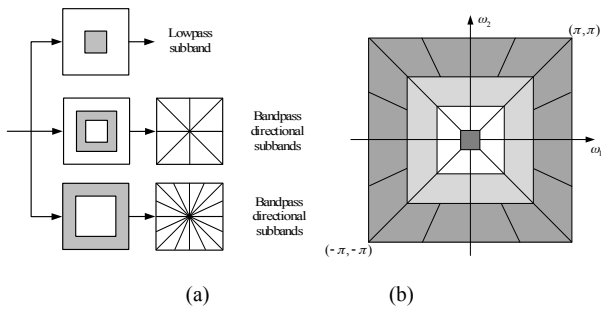 Lowpass
subband
Bandpass
directional
subbands
Bandpass
directional
subbands
(a)
ω₂
(π,π)
ω₁
(-π,-π)
(b)